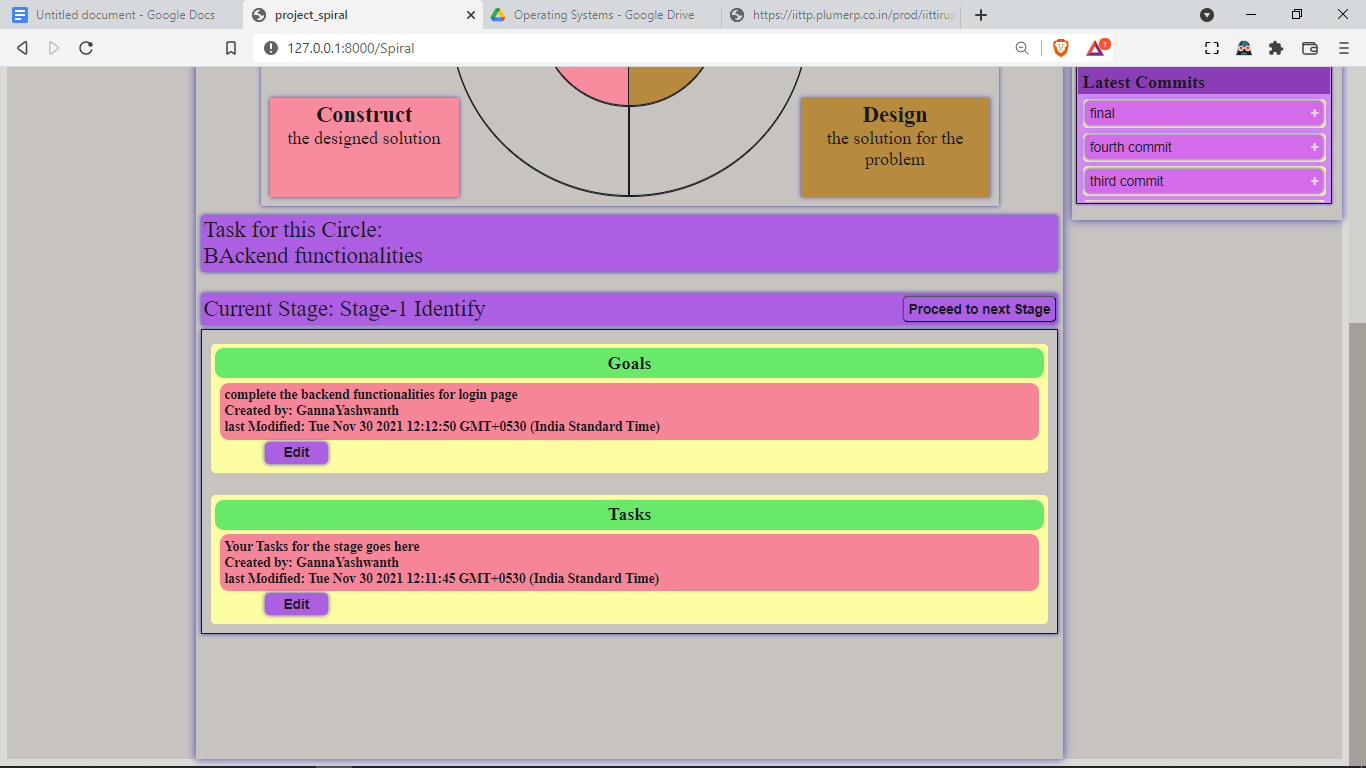 Untitled document - Google Docs
project_spiral
Operating Systems - Google Drive
https://iittp.plumerp.co.in/prod/iittirup
127.0.0.1:8000/Spiral
1
Construct
the designed solution
Design
the solution for the
problem
Latest Commits
final +
fourth commit +
third commit +
Task for this Circle:
BAckend functionalities
Current Stage: Stage-1 Identify
Proceed to next Stage
Goals
complete the backend functionalities for login page
Created by: GannaYashwanth
last Modified: Tue Nov 30 2021 12:12:50 GMT+0530 (India Standard Time)
Edit
Tasks
Your Tasks for the stage goes here
Created by: GannaYashwanth
last Modified: Tue Nov 30 2021 12:11:45 GMT+0530 (India Standard Time)
Edit